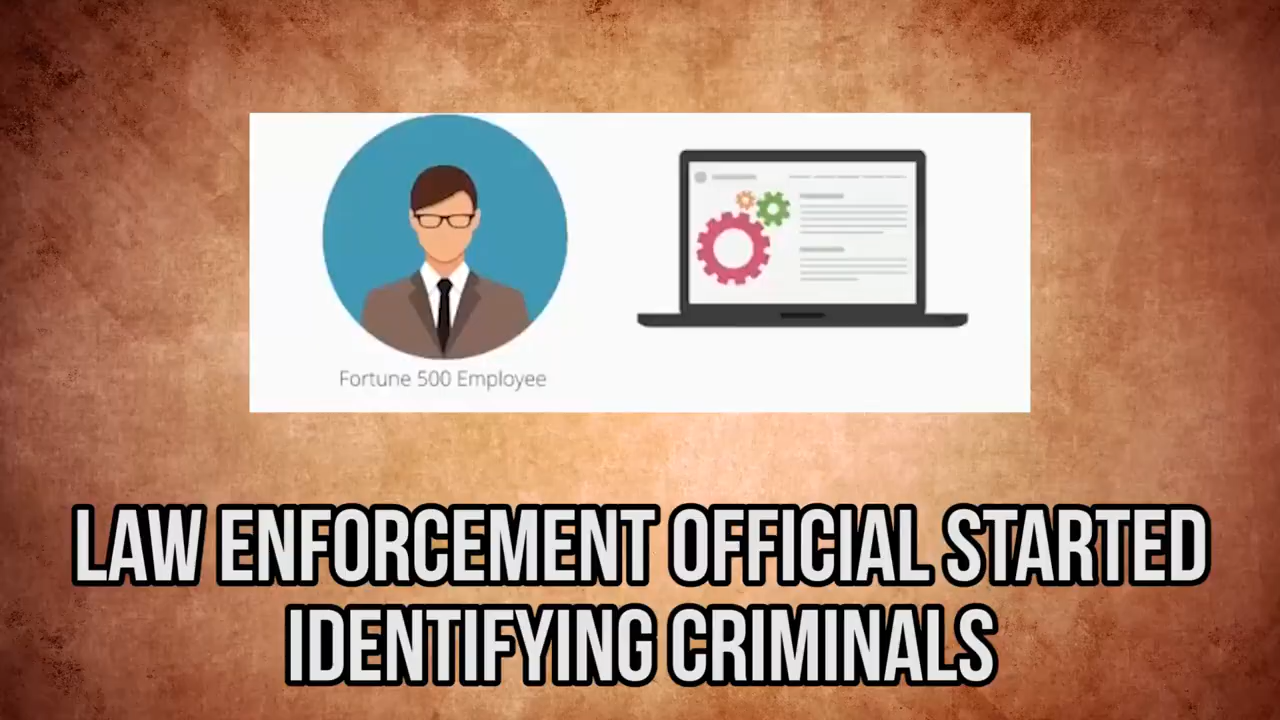 Fortune 500 Employee
LAW ENFORCEMENT OFFICIAL STARTED
IDENTIFYING CRIMINALS